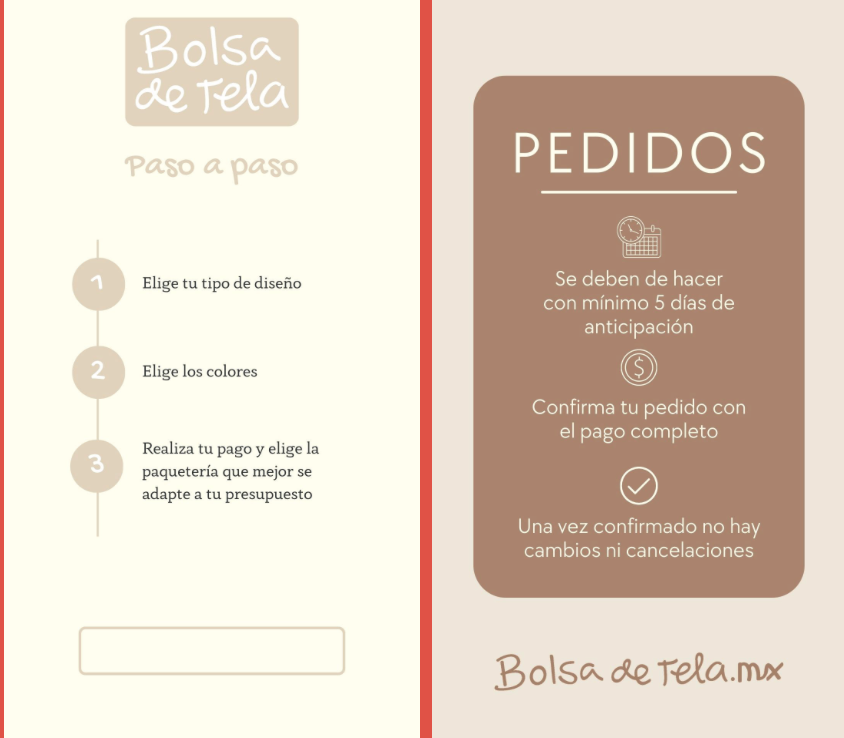 Bolsa
de Tela
Paso a paso
1
Elige tu tipo de diseño
2
Elige los colores
3
Realiza tu pago y elige la
paquetería que mejor se
adapte a tu presupuesto
PEDIDOS
Se deben de hacer
con mínimo 5 días de
anticipación
$
Confirma tu pedido con
el pago completo
Una vez confirmado no hay
cambios ni cancelaciones
Bolsa de Tela.mx